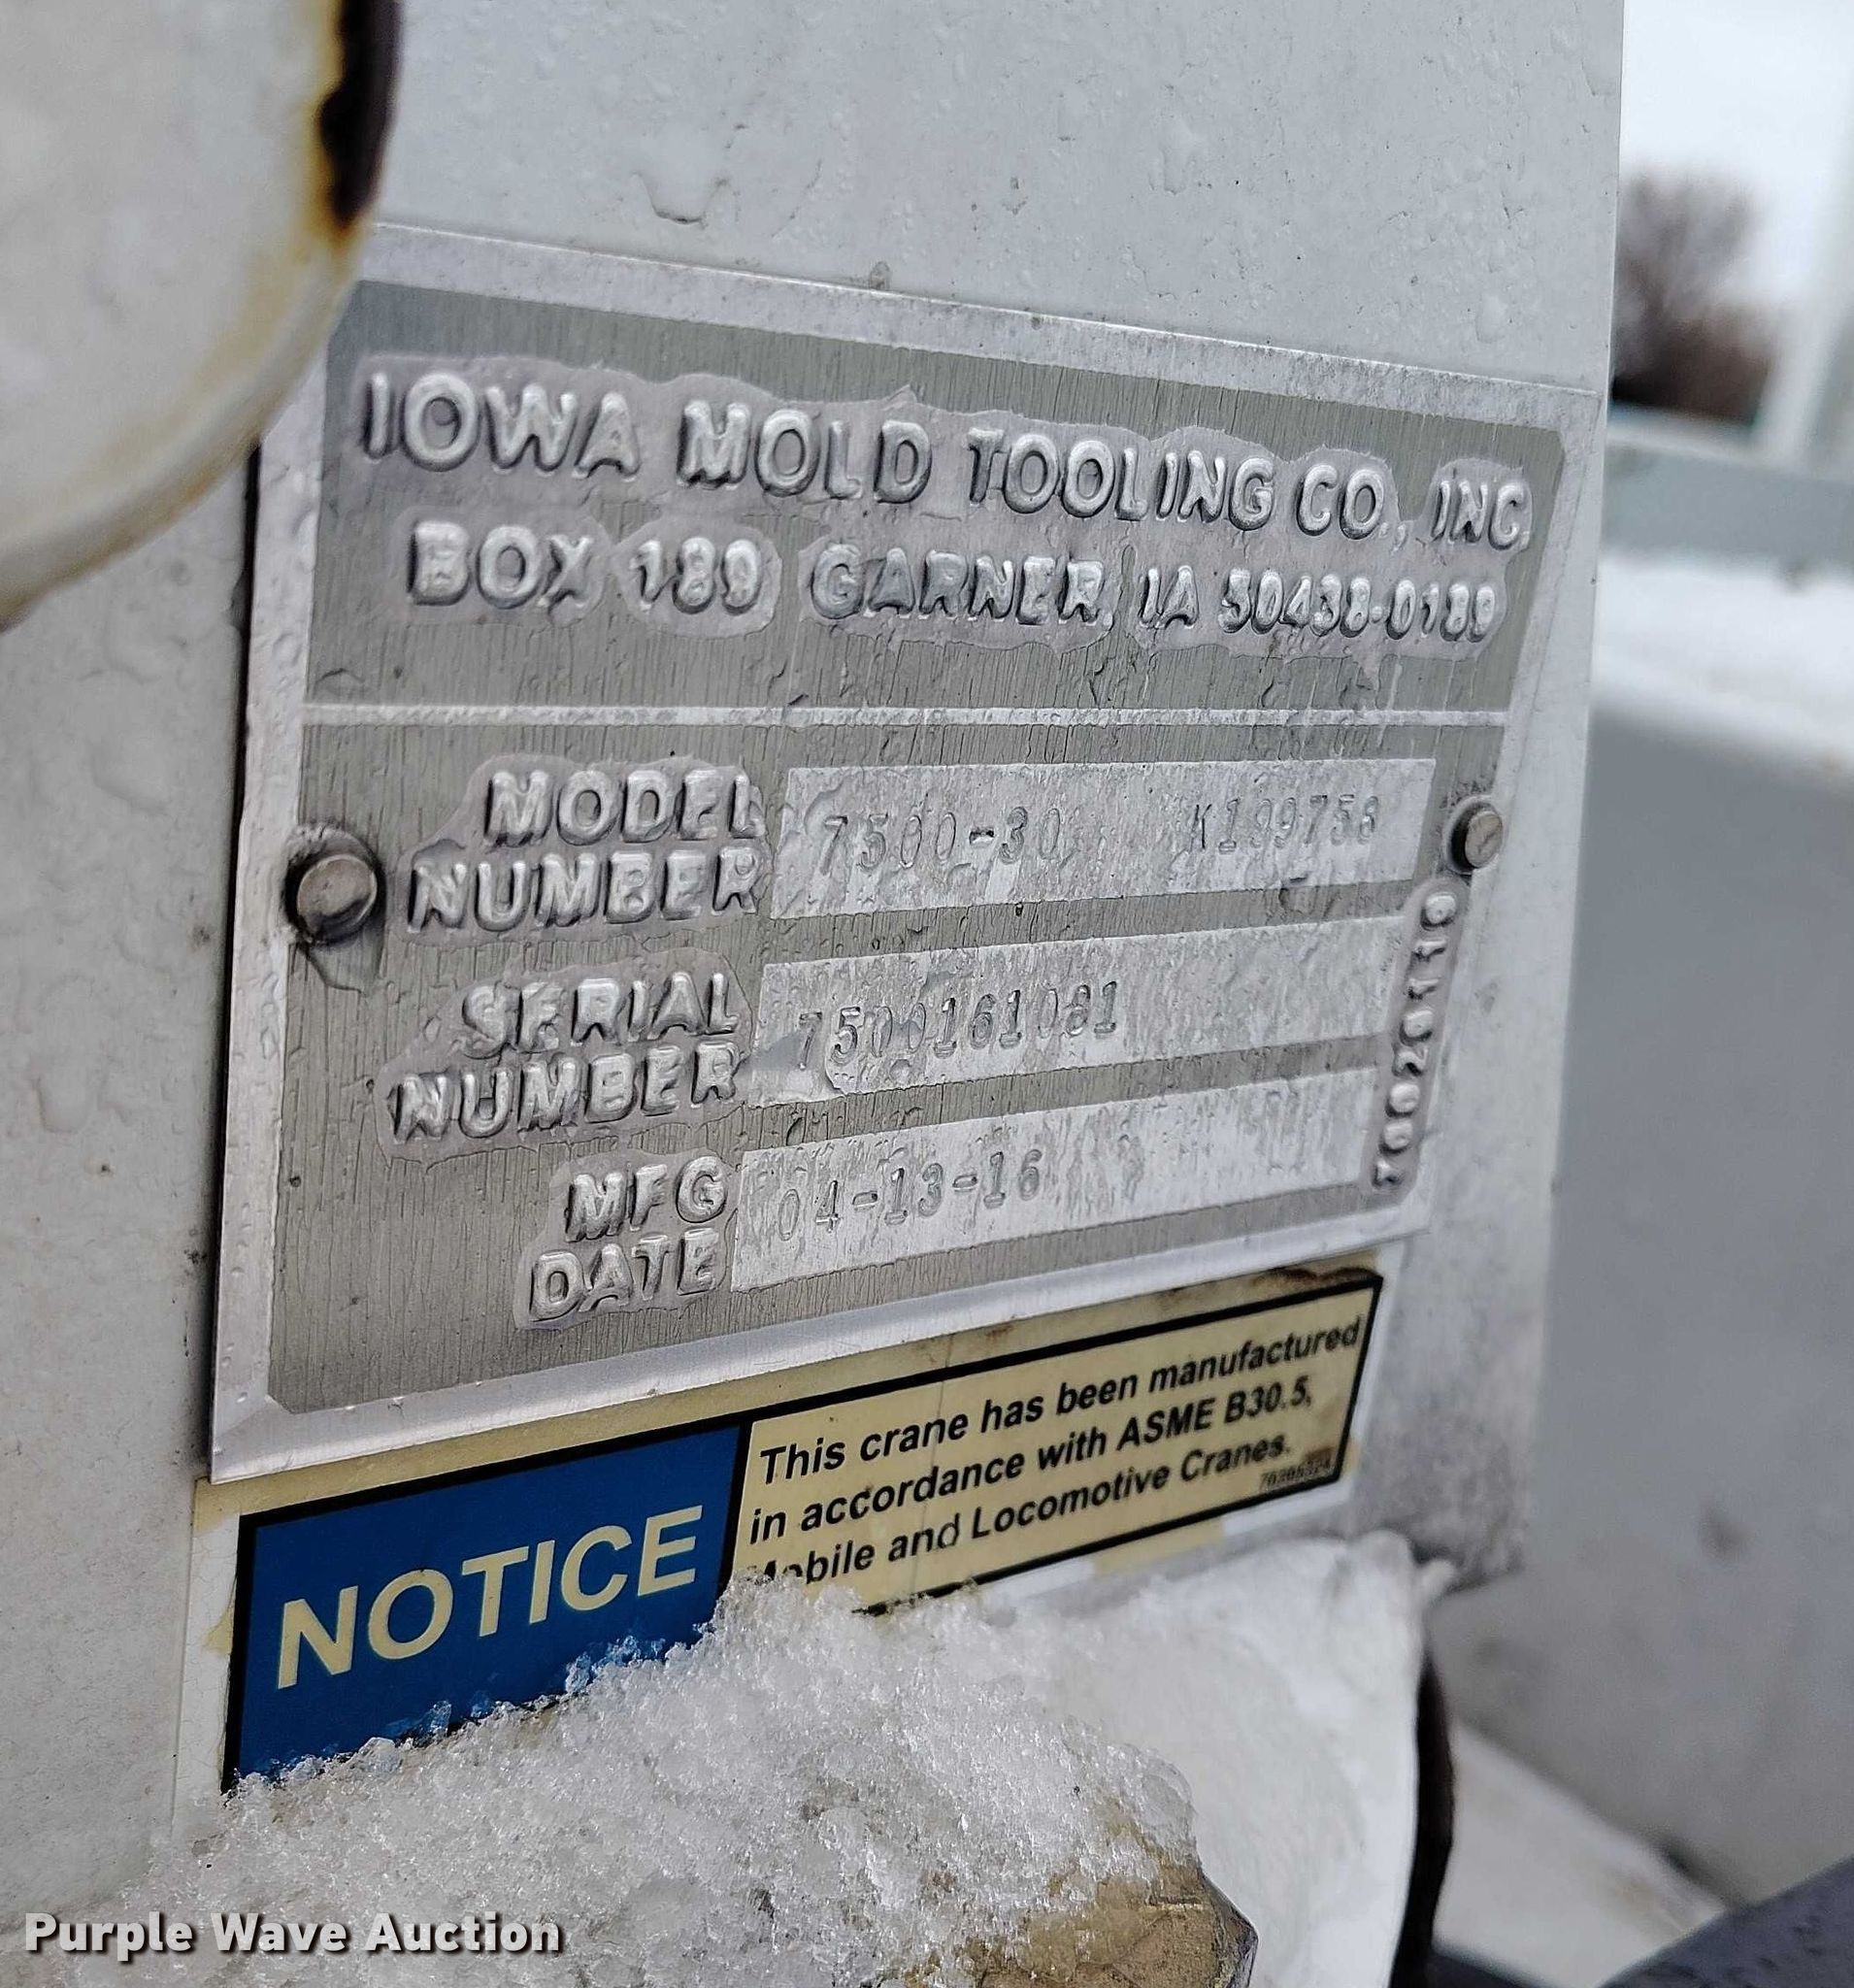 IOWA MOLD TOOLING CO., INC.
BOX 189 GARNER, IA 50438-0189
MODEL NUMBER 7500-30 K199758
SERIAL NUMBER 7500161081
MFG DATE 04-13-16
70029110
NOTICE
This crane has been manufactured
in accordance with ASME B30.5,
Mobile and Locomotive Cranes.
Purple Wave Auction